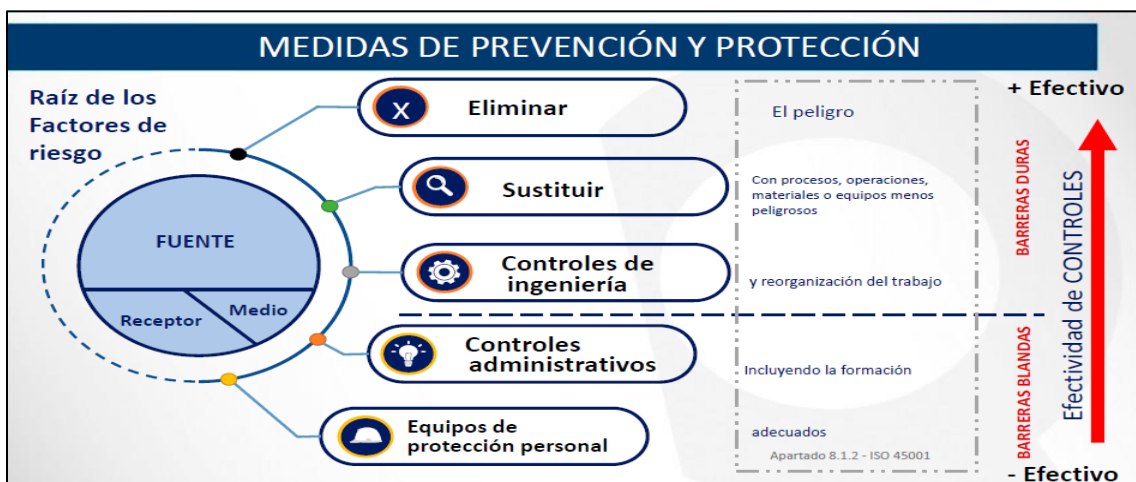 MEDIDAS DE PREVENCIÓN Y PROTECCIÓN
Raíz de los
Factores de
riesgo
FUENTE
Receptor
Medio
X
Eliminar
El peligro
Sustituir
Con procesos, operaciones,
materiales o equipos menos
peligrosos
Controles de
ingeniería
y reorganización del trabajo
Controles
administrativos
Incluyendo la formación
Equipos de
protección personal
adecuados
Apartado 8.1.2 - ISO 45001
+ Efectivo
BARRERAS DURAS
BARRERAS BLANDAS
Efectividad de CONTROLES
- Efectivo